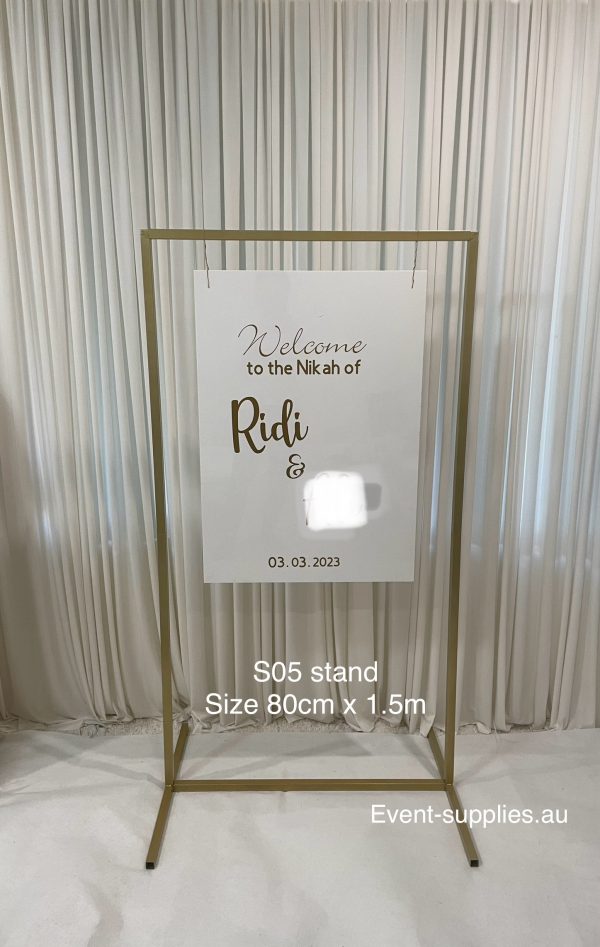 Welcome
to the Nikah of
Ridi
&
03.03.2023
S05 stand
Size 80cm x 1.5m
Event-supplies.au